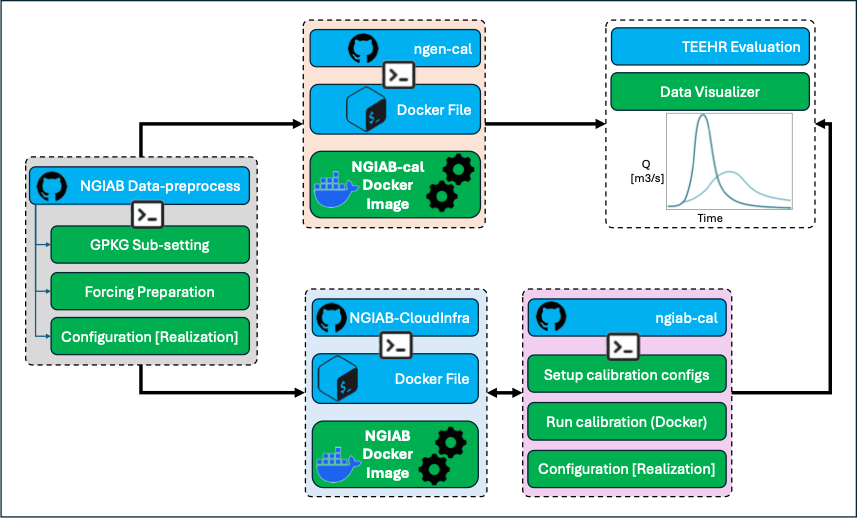 NGIAB Data-preprocess
>_
GPKG Sub-setting
Forcing Preparation
Configuration [Realization]
ngen-cal
>_
$_
Docker File
NGIAB-cal
Docker
Image
TEEHR Evaluation
Data Visualizer
Q
[m3/s]
Time
NGIAB-CloudInfra
>_
$_
Docker File
NGIAB
Docker
Image
ngiab-cal
>_
Setup calibration configs
Run calibration (Docker)
Configuration [Realization]